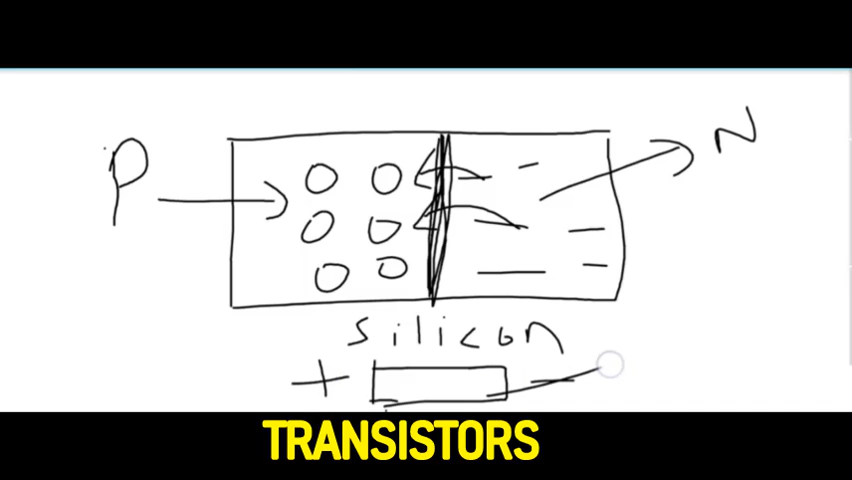 P
N
silicon
+ -
TRANSISTORS